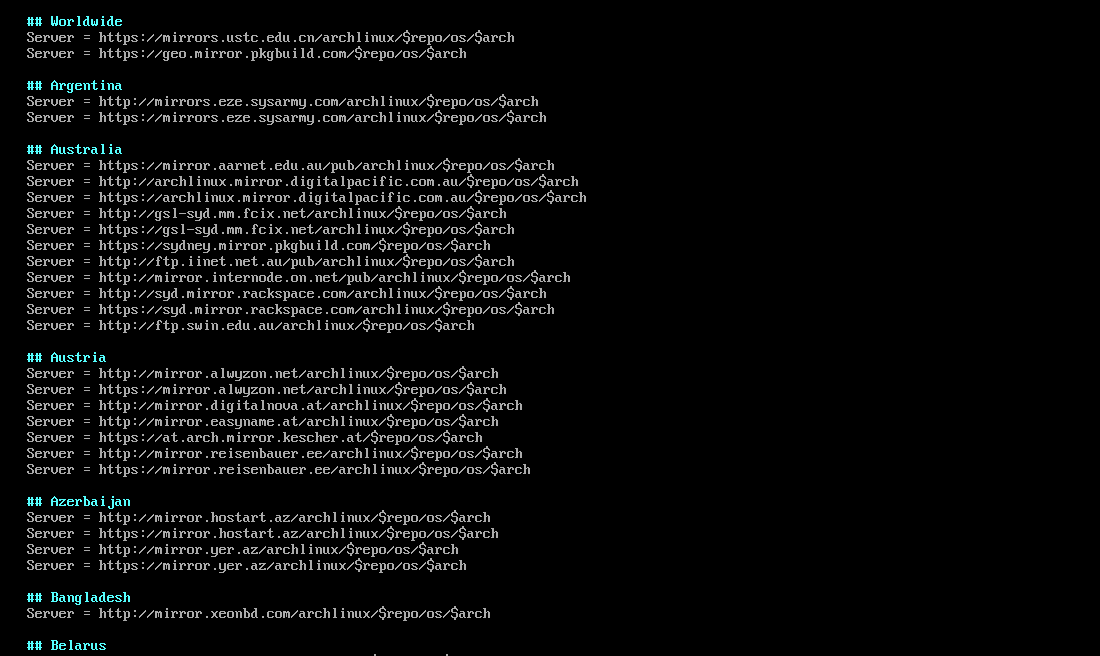 ## Worldwide
Server = https://mirrors.ustc.edu.cn/archlinux/$repo/os/$arch
Server = https://geo.mirror.pkgbuild.com/$repo/os/$arch
## Argentina
Server = http://mirrors.eze.sysarmy.com/archlinux/$repo/os/$arch
Server = https://mirrors.eze.sysarmy.com/archlinux/$repo/os/$arch
## Australia
Server = https://mirror.aarnet.edu.au/pub/archlinux/$repo/os/$arch
Server = http://archlinux.mirror.digitalpacific.com.au/$repo/os/$arch
Server = https://archlinux.mirror.digitalpacific.com.au/$repo/os/$arch
Server = http://gsl-syd.mm.fcix.net/archlinux/$repo/os/$arch
Server = https://gsl-syd.mm.fcix.net/archlinux/$repo/os/$arch
Server = https://sydney.mirror.pkgbuild.com/$repo/os/$arch
Server = http://ftp.iinet.net.au/pub/archlinux/$repo/os/$arch
Server = http://mirror.internode.on.net/pub/archlinux/$repo/os/$arch
Server = http://syd.mirror.rackspace.com/archlinux/$repo/os/$arch
Server = https://syd.mirror.rackspace.com/archlinux/$repo/os/$arch
Server = http://ftp.swin.edu.au/archlinux/$repo/os/$arch
## Austria
Server = http://mirror.alwyzon.net/archlinux/$repo/os/$arch
Server = https://mirror.alwyzon.net/archlinux/$repo/os/$arch
Server = http://mirror.digitalnova.at/archlinux/$repo/os/$arch
Server = http://mirror.easyname.at/archlinux/$repo/os/$arch
Server = https://at.arch.mirror.kescher.at/$repo/os/$arch
Server = http://mirror.reisenbauer.ee/archlinux/$repo/os/$arch
Server = https://mirror.reisenbauer.ee/archlinux/$repo/os/$arch
## Azerbaijan
Server = http://mirror.hostart.az/archlinux/$repo/os/$arch
Server = https://mirror.hostart.az/archlinux/$repo/os/$arch
Server = http://mirror.yer.az/archlinux/$repo/os/$arch
Server = https://mirror.yer.az/archlinux/$repo/os/$arch
## Bangladesh
Server = http://mirror.xeonbd.com/archlinux/$repo/os/$arch
## Belarus